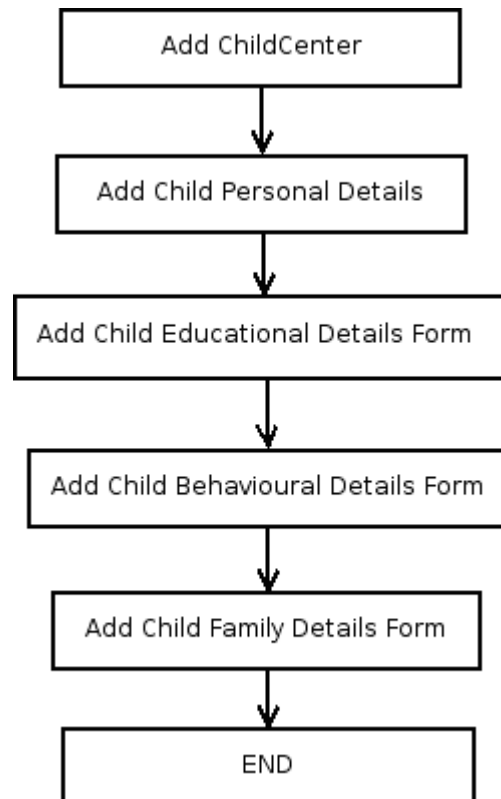 Add ChildCenter
Add Child Personal Details
Add Child Educational Details Form
Add Child Behavioural Details Form
Add Child Family Details Form
END